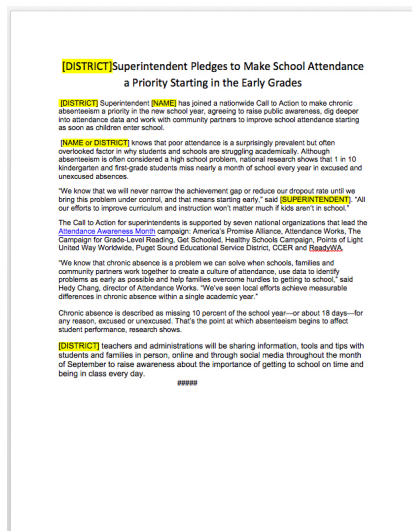 [DISTRICT]Superintendent Pledges to Make School Attendance
a Priority Starting in the Early Grades
[DISTRICT] Superintendent [NAME] has joined a nationwide Call to Action to make chronic
absenteeism a priority in the new school year, agreeing to raise public awareness, dig deeper
into attendance data and work with community partners to improve school attendance starting
as soon as children enter school.
[NAME or DISTRICT] knows that poor attendance is a surprisingly prevalent but often
overlooked factor in why students and schools are struggling academically. Although
absenteeism is often considered a high school problem, national research shows that 1 in 10
kindergarten and first-grade students miss nearly a month of school every year in excused and
unexcused absences.
“We know that we will never narrow the achievement gap or reduce our dropout rate until we
bring this problem under control, and that means starting early,” said [SUPERINTENDENT]. “All
our efforts to improve curriculum and instruction won’t matter much if kids aren’t in school.”
The Call to Action for superintendents is supported by seven national organizations that lead the
Attendance Awareness Month campaign: America’s Promise Alliance, Attendance Works, The
Campaign for Grade-Level Reading, Get Schooled, Healthy Schools Campaign, Points of Light
United Way Worldwide, Puget Sound Educational Service District, CCER and ReadyWA.
“We know that chronic absence is a problem we can solve when schools, families and
community partners work together to create a culture of attendance, use data to identify
problems as early as possible and help families overcome hurdles to getting to school,” said
Hedy Chang, director of Attendance Works. “We’ve seen local efforts achieve measurable
differences in chronic absence within a single academic year.”
Chronic absence is described as missing 10 percent of the school year—or about 18 days—for
any reason, excused or unexcused. That’s the point at which absenteeism begins to affect
student performance, research shows.
[DISTRICT] teachers and administrations will be sharing information, tools and tips with
students and families in person, online and through social media throughout the month
of September to raise awareness about the importance of getting to school on time and
being in class every day.
#####